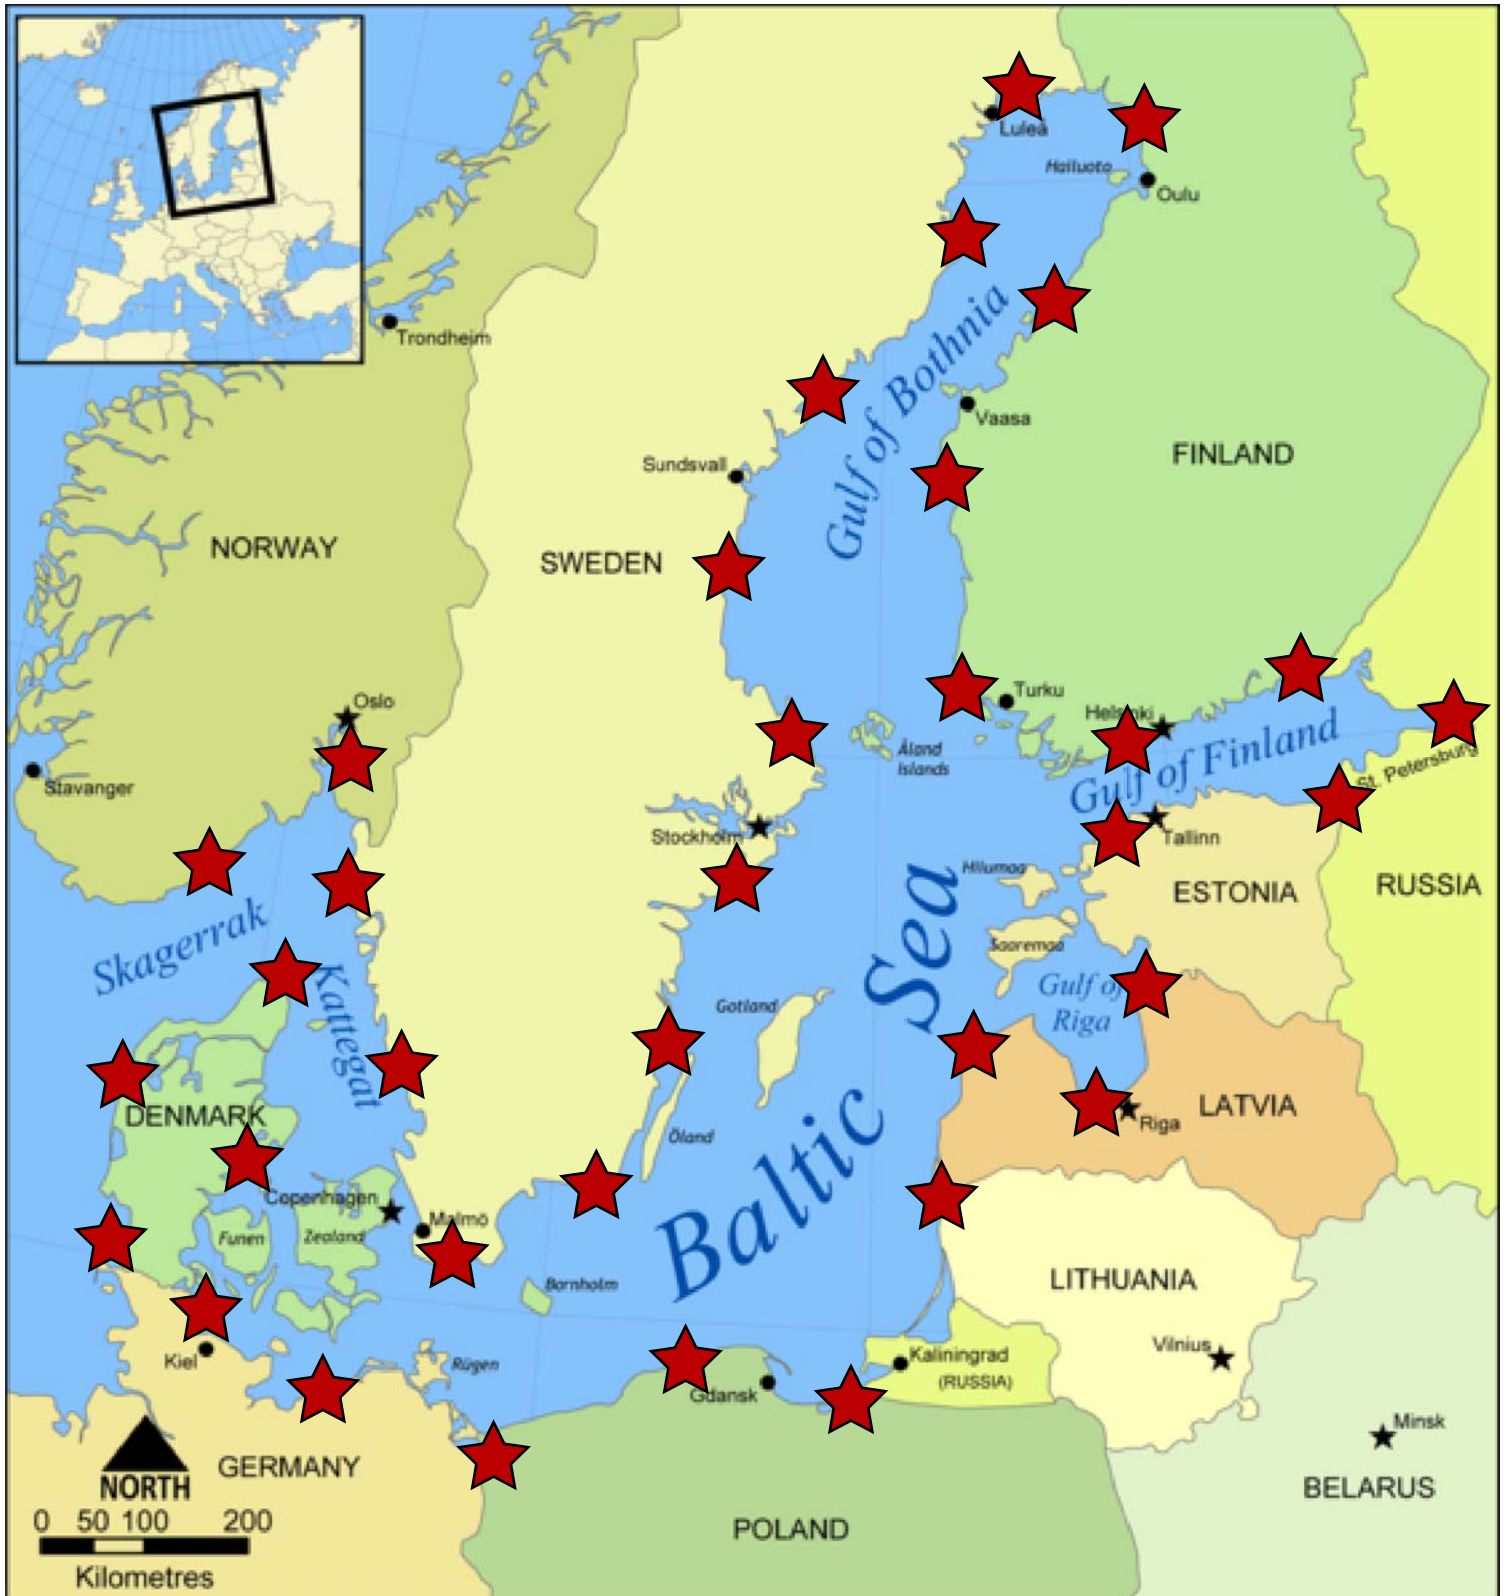 Luleå
Hailuoto
Oulu
Trondheim
Gulf of Bothnia
Vaasa
Sundsvall
FINLAND
NORWAY
SWEDEN
Oslo
Turku
Stavanger
Åland
Islands
Gulf of Finland
St. Petersburg
Stockholm
Tallinn
Hiiumaa
ESTONIA
RUSSIA
Skagerrak
Kattegat
Saaremaa
Gotland
Gulf of
Riga
Baltic Sea
DENMARK
LATVIA
Riga
Öland
Copenhagen
Malmö
Funen
Zealand
Bornholm
LITHUANIA
Vilnius
Kiel
Rügen
Kaliningrad
(RUSSIA)
Gdansk
Minsk
NORTH
GERMANY
BELARUS
0 50 100 200
Kilometres
POLAND